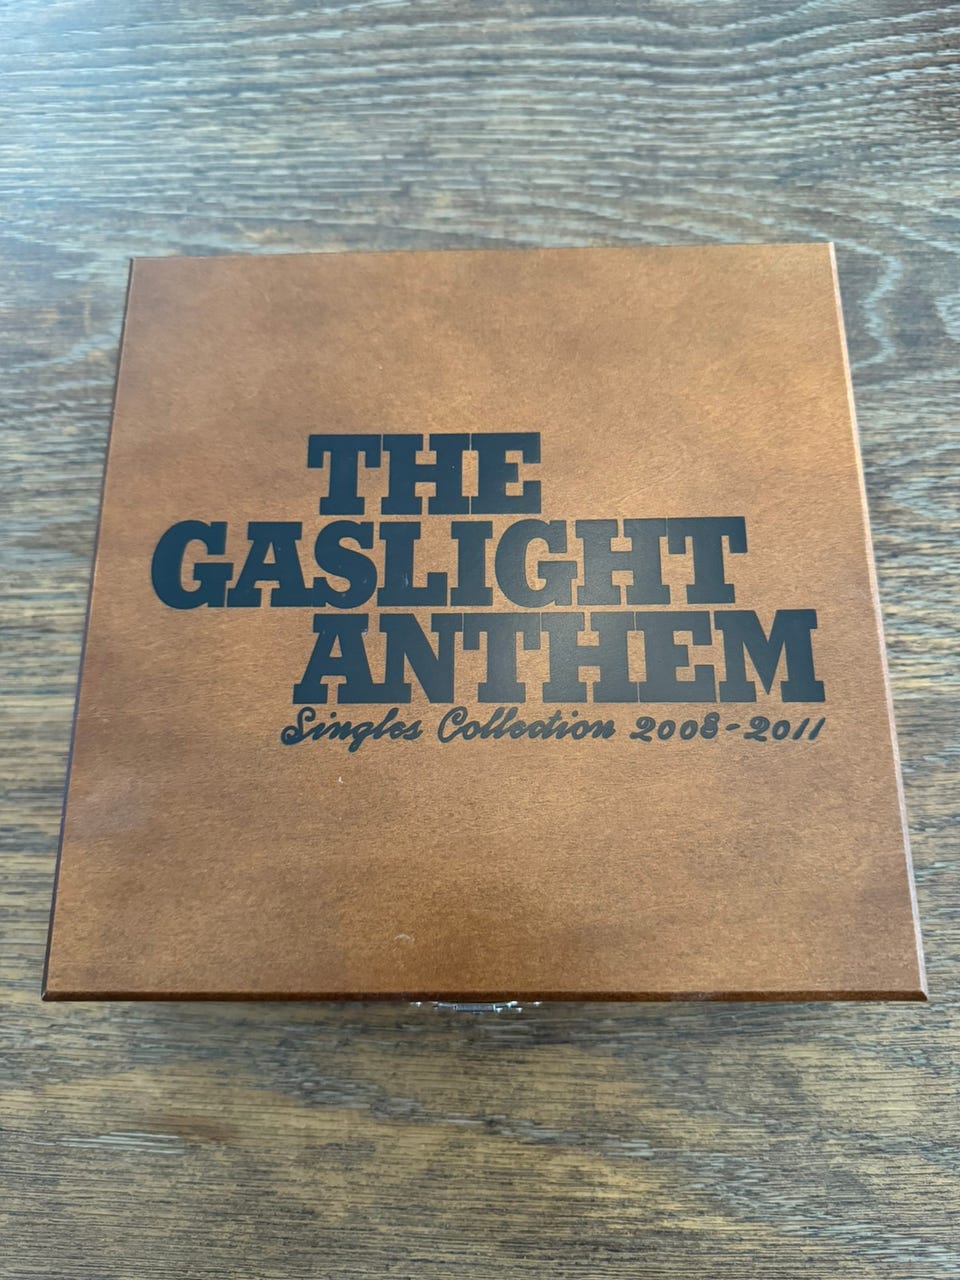 THE
GASLIGHT
ANTHEM
Singles Collection 2008-2011